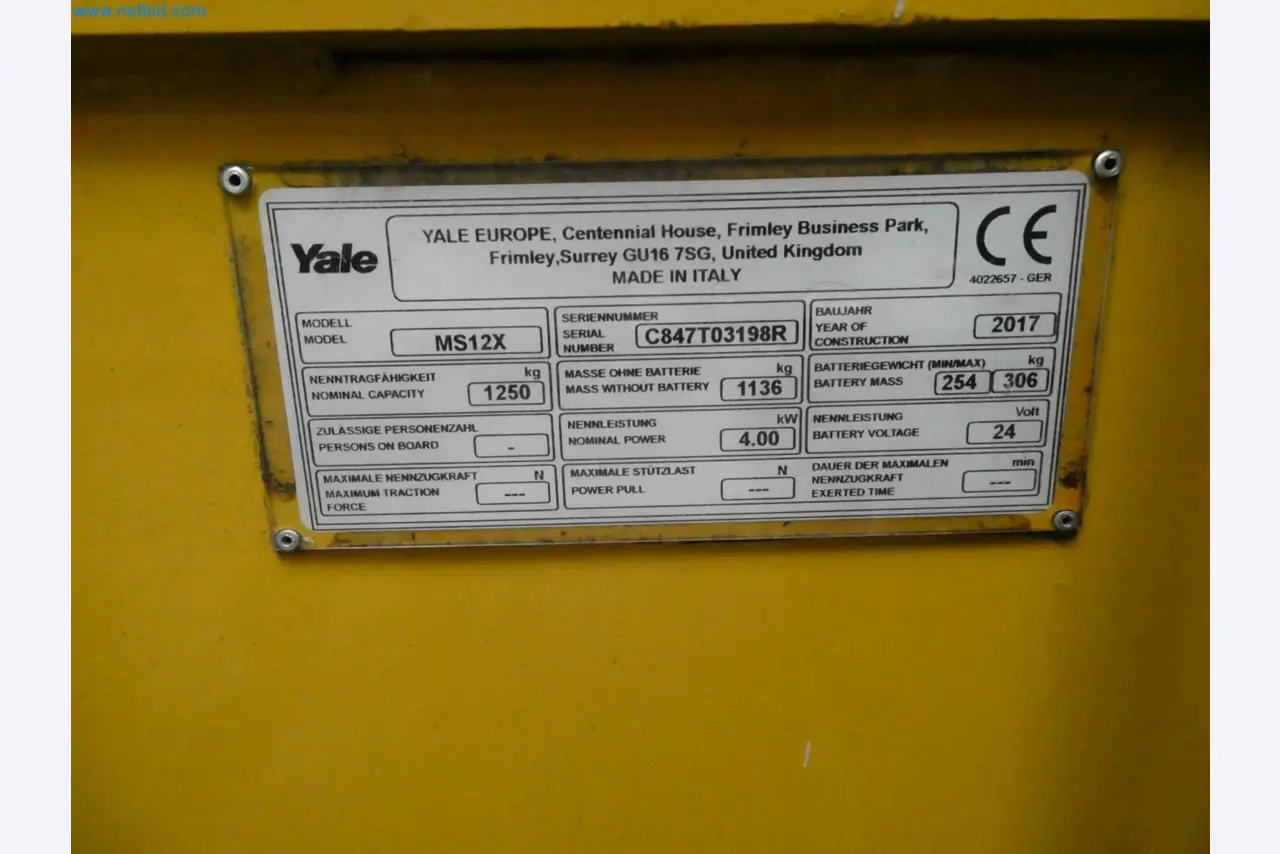 www.netbid.com
Yale
YALE EUROPE, Centennial House, Frimley Business Park,
Frimley,Surrey GU16 7SG, United Kingdom
MADE IN ITALY
CE
4022657 - GER
MODELL
MODEL
MS12X
SERIENNUMMER
SERIAL
NUMBER
C847T03198R
BAUJAHR
YEAR OF
CONSTRUCTION
2017
NENNTRAGFÄHIGKEIT
NOMINAL CAPACITY
kg
1250
MASSE OHNE BATTERIE
MASS WITHOUT BATTERY
kg
1136
BATTERIEGEWICHT (MIN/MAX)
BATTERY MASS
kg
254 306
ZULÄSSIGE PERSONENZAHL
PERSONS ON BOARD
-
NENNLEISTUNG
NOMINAL POWER
kW
4.00
NENNLEISTUNG
BATTERY VOLTAGE
Volt
24
MAXIMALE NENNZUGKRAFT
MAXIMUM TRACTION
FORCE
N
---
MAXIMALE STÜTZLAST
POWER PULL
N
---
DAUER DER MAXIMALEN
NENNZUGKRAFT
EXERTED TIME
min
---